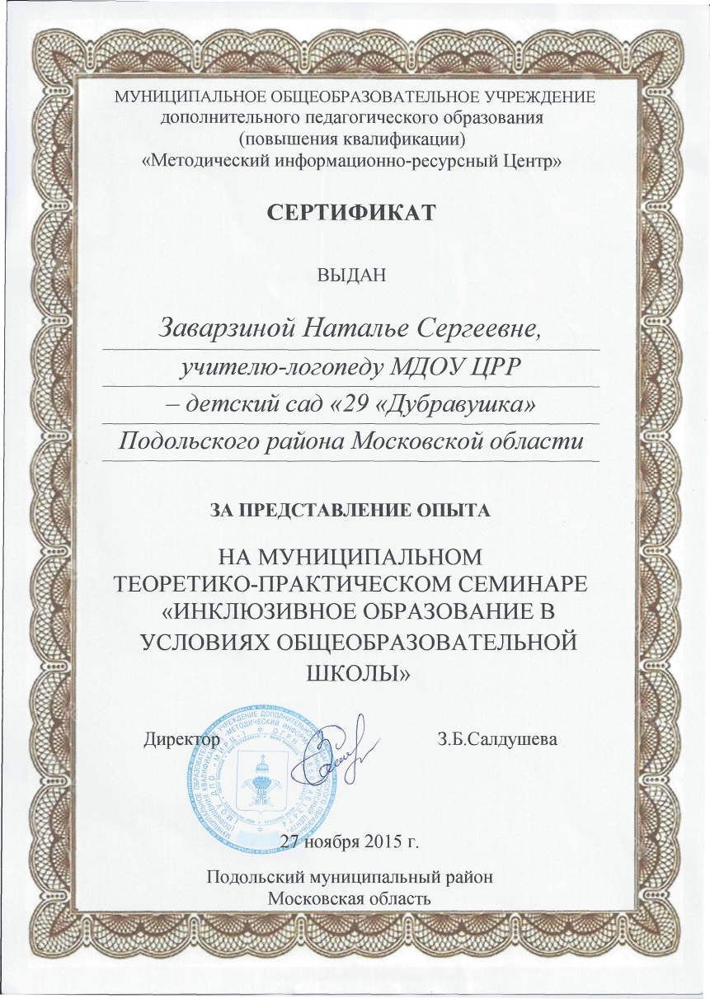 МУНИЦИПАЛЬНОЕ ОБЩЕОБРАЗОВАТЕЛЬНОЕ УЧРЕЖДЕНИЕ
дополнительного педагогического образования
(повышения квалификации)
«Методический информационно-ресурсный Центр»
СЕРТИФИКАТ
ВЫДАН
Заварзиной Наталье Сергеевне,
учителю-логопеду МДОУ ЦРР
– детский сад «29 «Дубравушка»
Подольского района Московской области
ЗА ПРЕДСТАВЛЕНИЕ ОПЫТА
НА МУНИЦИПАЛЬНОМ
ТЕОРЕТИКО-ПРАКТИЧЕСКОМ СЕМИНАРЕ
«ИНКЛЮЗИВНОЕ ОБРАЗОВАНИЕ В
УСЛОВИЯХ ОБЩЕОБРАЗОВАТЕЛЬНОЙ
ШКОЛЫ»
Директор З.Б.Салдушева
27 ноября 2015 г.
Подольский муниципальный район
Московская область